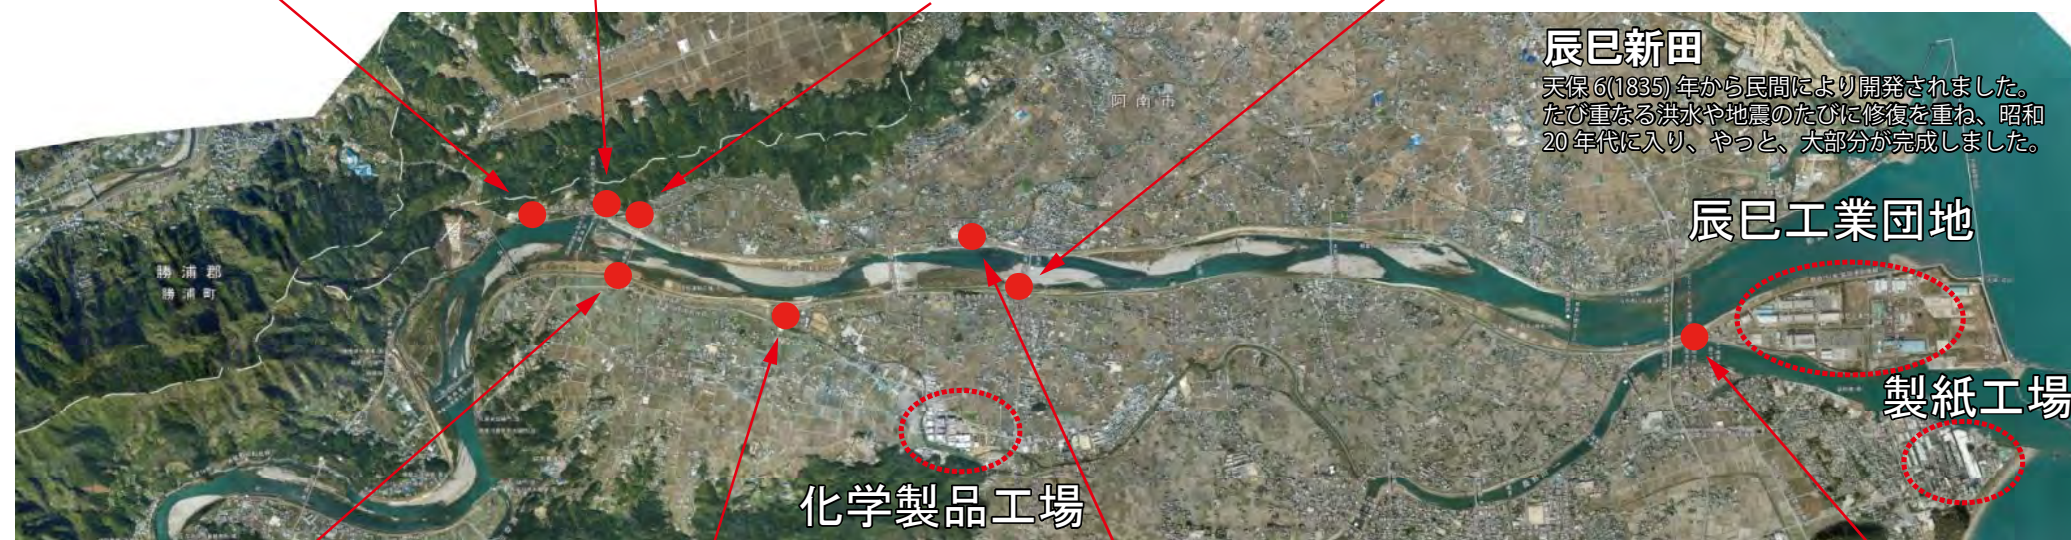 辰巳新田
天保 6(1835) 年から民間により開発されました。
たび重なる洪水や地震のたびに修復を重ね、昭和
20 年代に入り、やっと、大部分が完成しました。
阿南市
辰巳工業団地
勝浦郡
勝浦町
製紙工場
化学製品工場